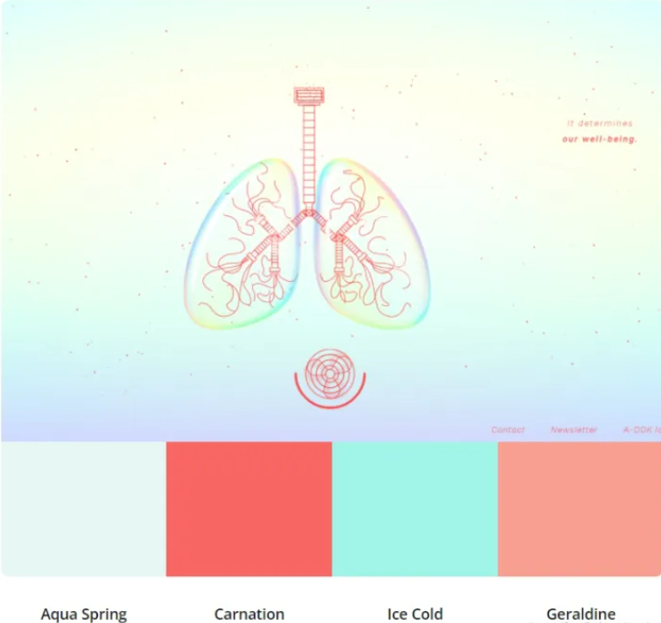 It determines
our well-being.
Contact Newsletter
Aqua Spring Carnation Ice Cold Geraldine